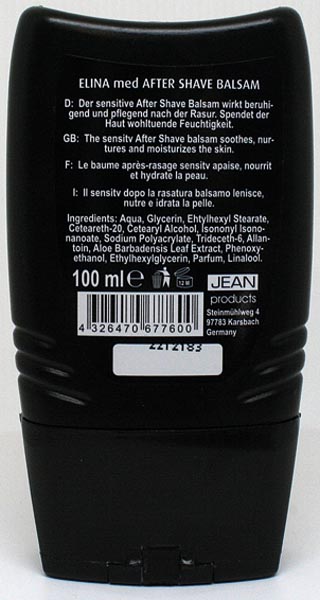 ELINA med AFTER SHAVE BALSAM
D: Der sensitive After Shave Balsam wirkt beruhi-
gend und pflegend nach der Rasur. Spendet der
Haut wohltuende Feuchtigkeit.
GB: The sensitv After Shave balsam soothes, nur-
tures and moisturizes the skin.
F: Le baume après-rasage sensitv apaise, nourrit
et hydrate la peau.
I: Il sensitv dopo la rasatura balsamo lenisce,
nutre e idrata la pelle.
Ingredients: Aqua, Glycerin, Ehtylhexyl Stearate,
Ceteareth-20, Cetearyl Alcohol, Isononyl Isono-
nanoate, Sodium Polyacrylate, Trideceth-6, Allan-
toin, Aloe Barbadensis Leaf Extract, Phenoxy-
ethanol, Ethylhexylglycerin, Parfum, Linalool.
100 ml ℮ 12 M
JEAN
products
Steinmühlweg 4
97783 Karsbach
Germany
4 326470 677600
2212183